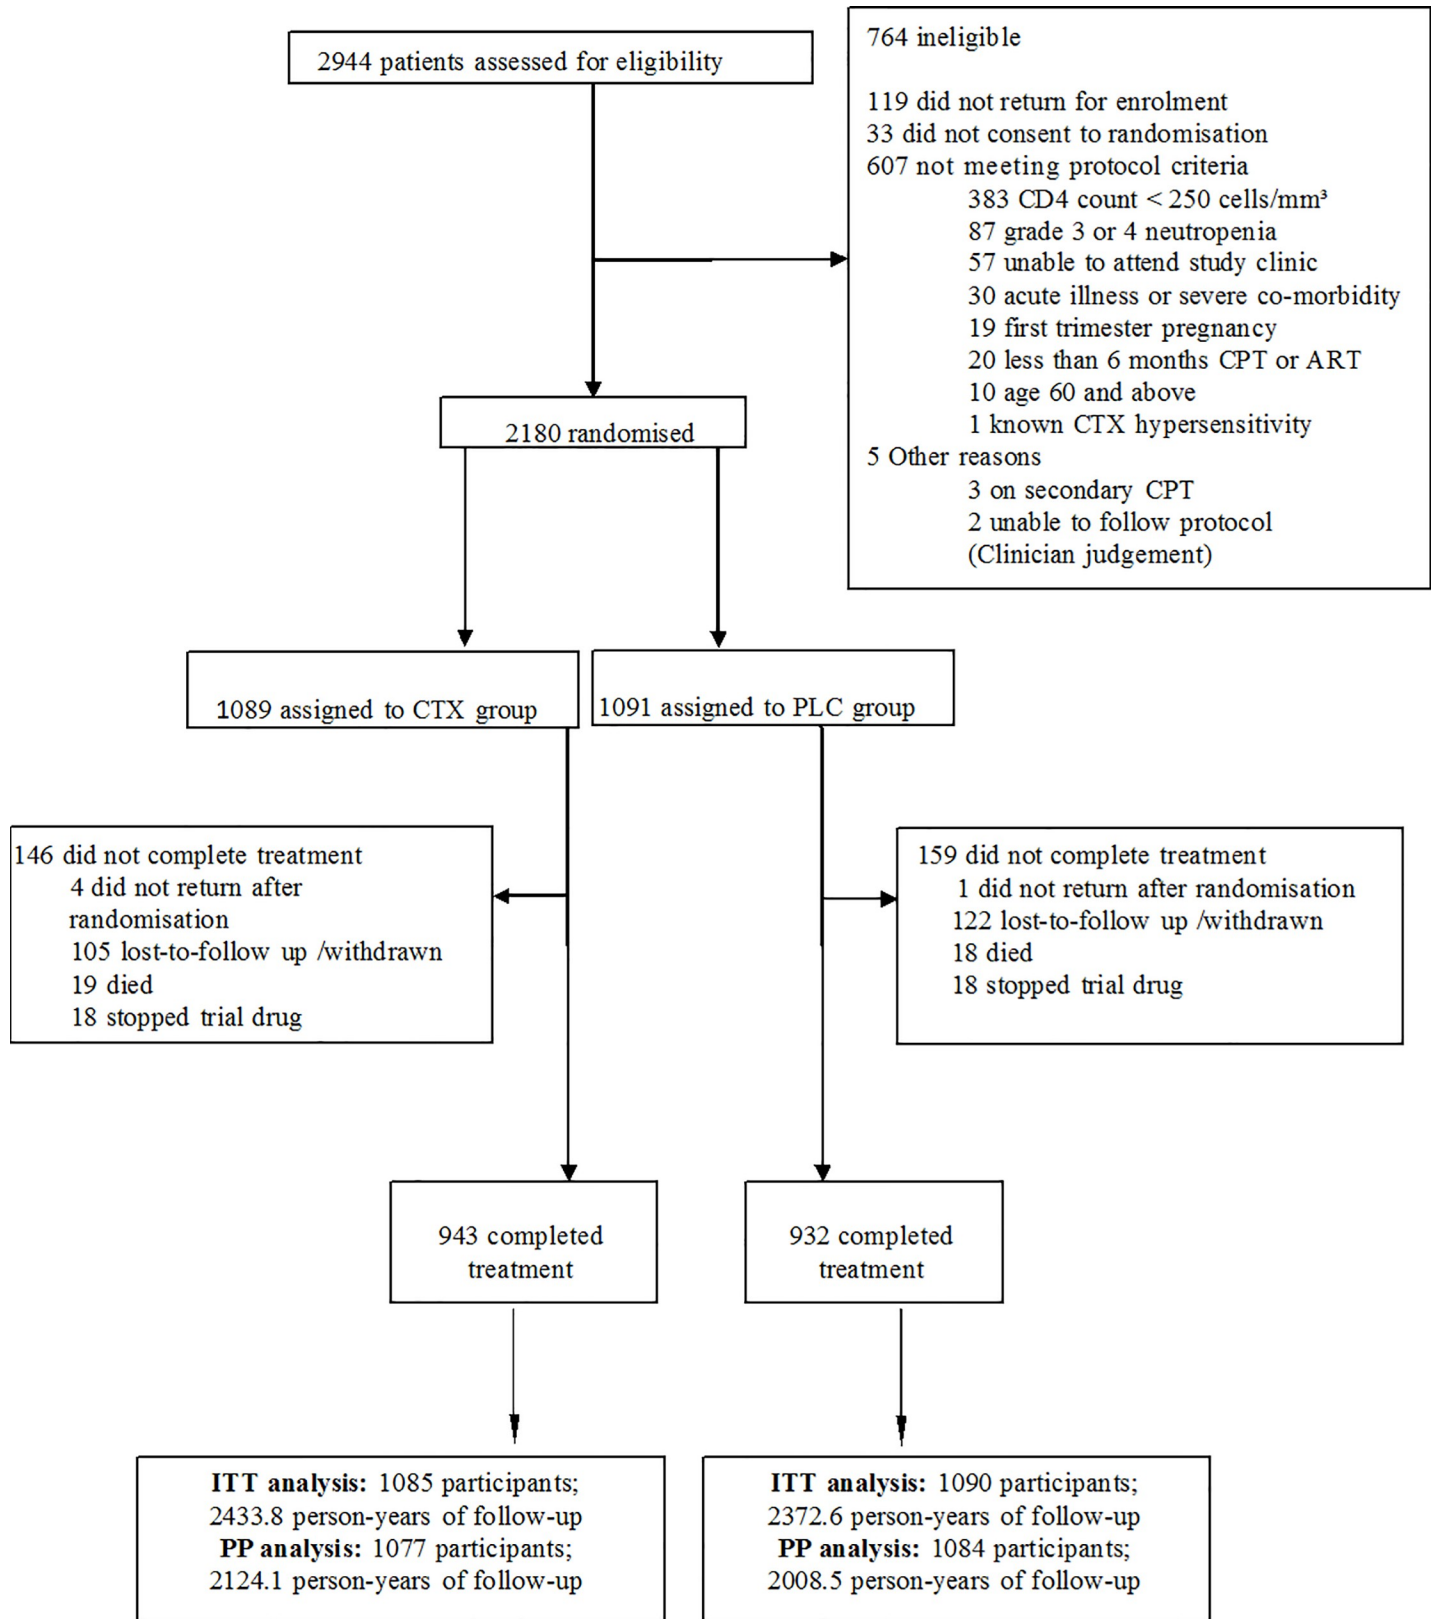 2944 patients assessed for eligibility
764 ineligible
119 did not return for enrolment
33 did not consent to randomisation
607 not meeting protocol criteria
383 CD4 count < 250 cells/mm³
87 grade 3 or 4 neutropenia
57 unable to attend study clinic
30 acute illness or severe co-morbidity
19 first trimester pregnancy
20 less than 6 months CPT or ART
10 age 60 and above
1 known CTX hypersensitivity
5 Other reasons
3 on secondary CPT
2 unable to follow protocol
(Clinician judgement)
2180 randomised
1089 assigned to CTX group
1091 assigned to PLC group
146 did not complete treatment
4 did not return after
randomisation
105 lost-to-follow up /withdrawn
19 died
18 stopped trial drug
159 did not complete treatment
1 did not return after randomisation
122 lost-to-follow up /withdrawn
18 died
18 stopped trial drug
943 completed
treatment
932 completed
treatment
ITT analysis: 1085 participants;
2433.8 person-years of follow-up
PP analysis: 1077 participants;
2124.1 person-years of follow-up
ITT analysis: 1090 participants;
2372.6 person-years of follow-up
PP analysis: 1084 participants;
2008.5 person-years of follow-up